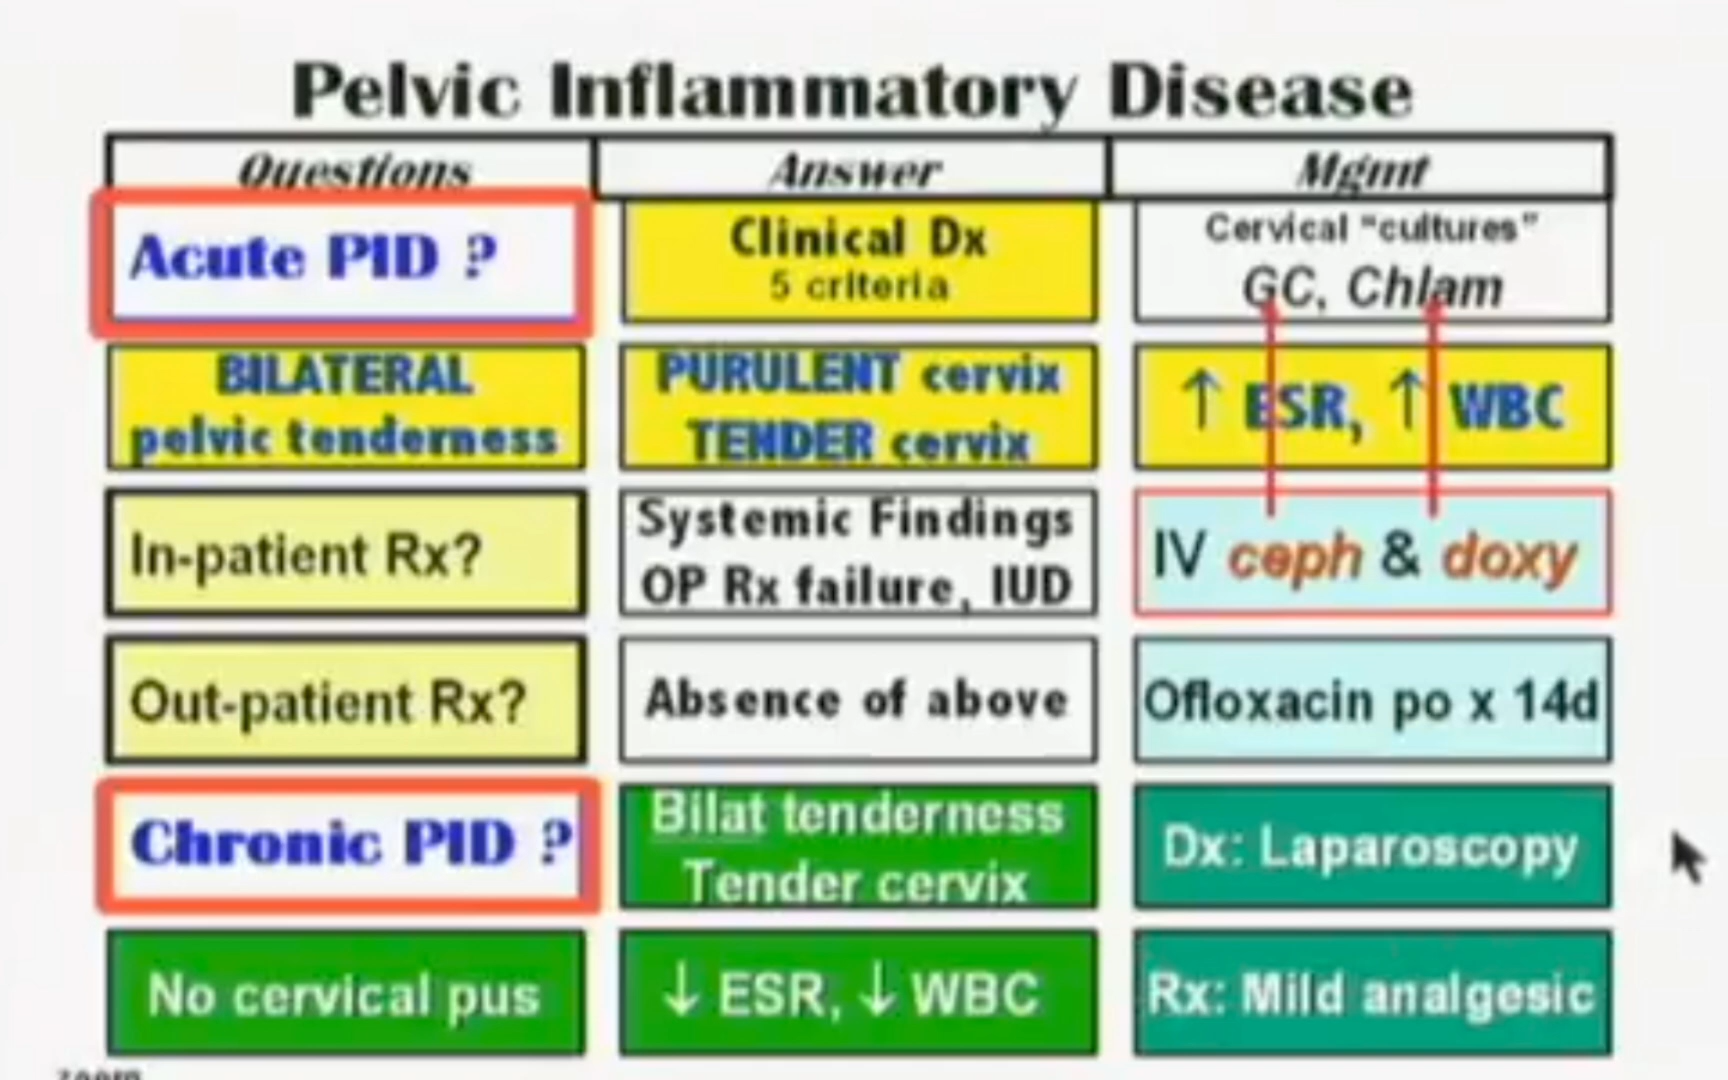 Pelvic Inflammatory Disease
Questions
Answer
Mgmt
Acute PID ?
Clinical Dx
5 criteria
Cervical "cultures"
GC, Chlam
BILATERAL
pelvic tenderness
PURULENT cervix
TENDER cervix
↑ ESR, ↑ WBC
In-patient Rx?
Systemic Findings
OP Rx failure, IUD
IV ceph & doxy
Out-patient Rx?
Absence of above
Ofloxacin po x 14d
Chronic PID ?
Bilat tenderness
Tender cervix
Dx: Laparoscopy
No cervical pus
↓ ESR, ↓ WBC
Rx: Mild analgesic